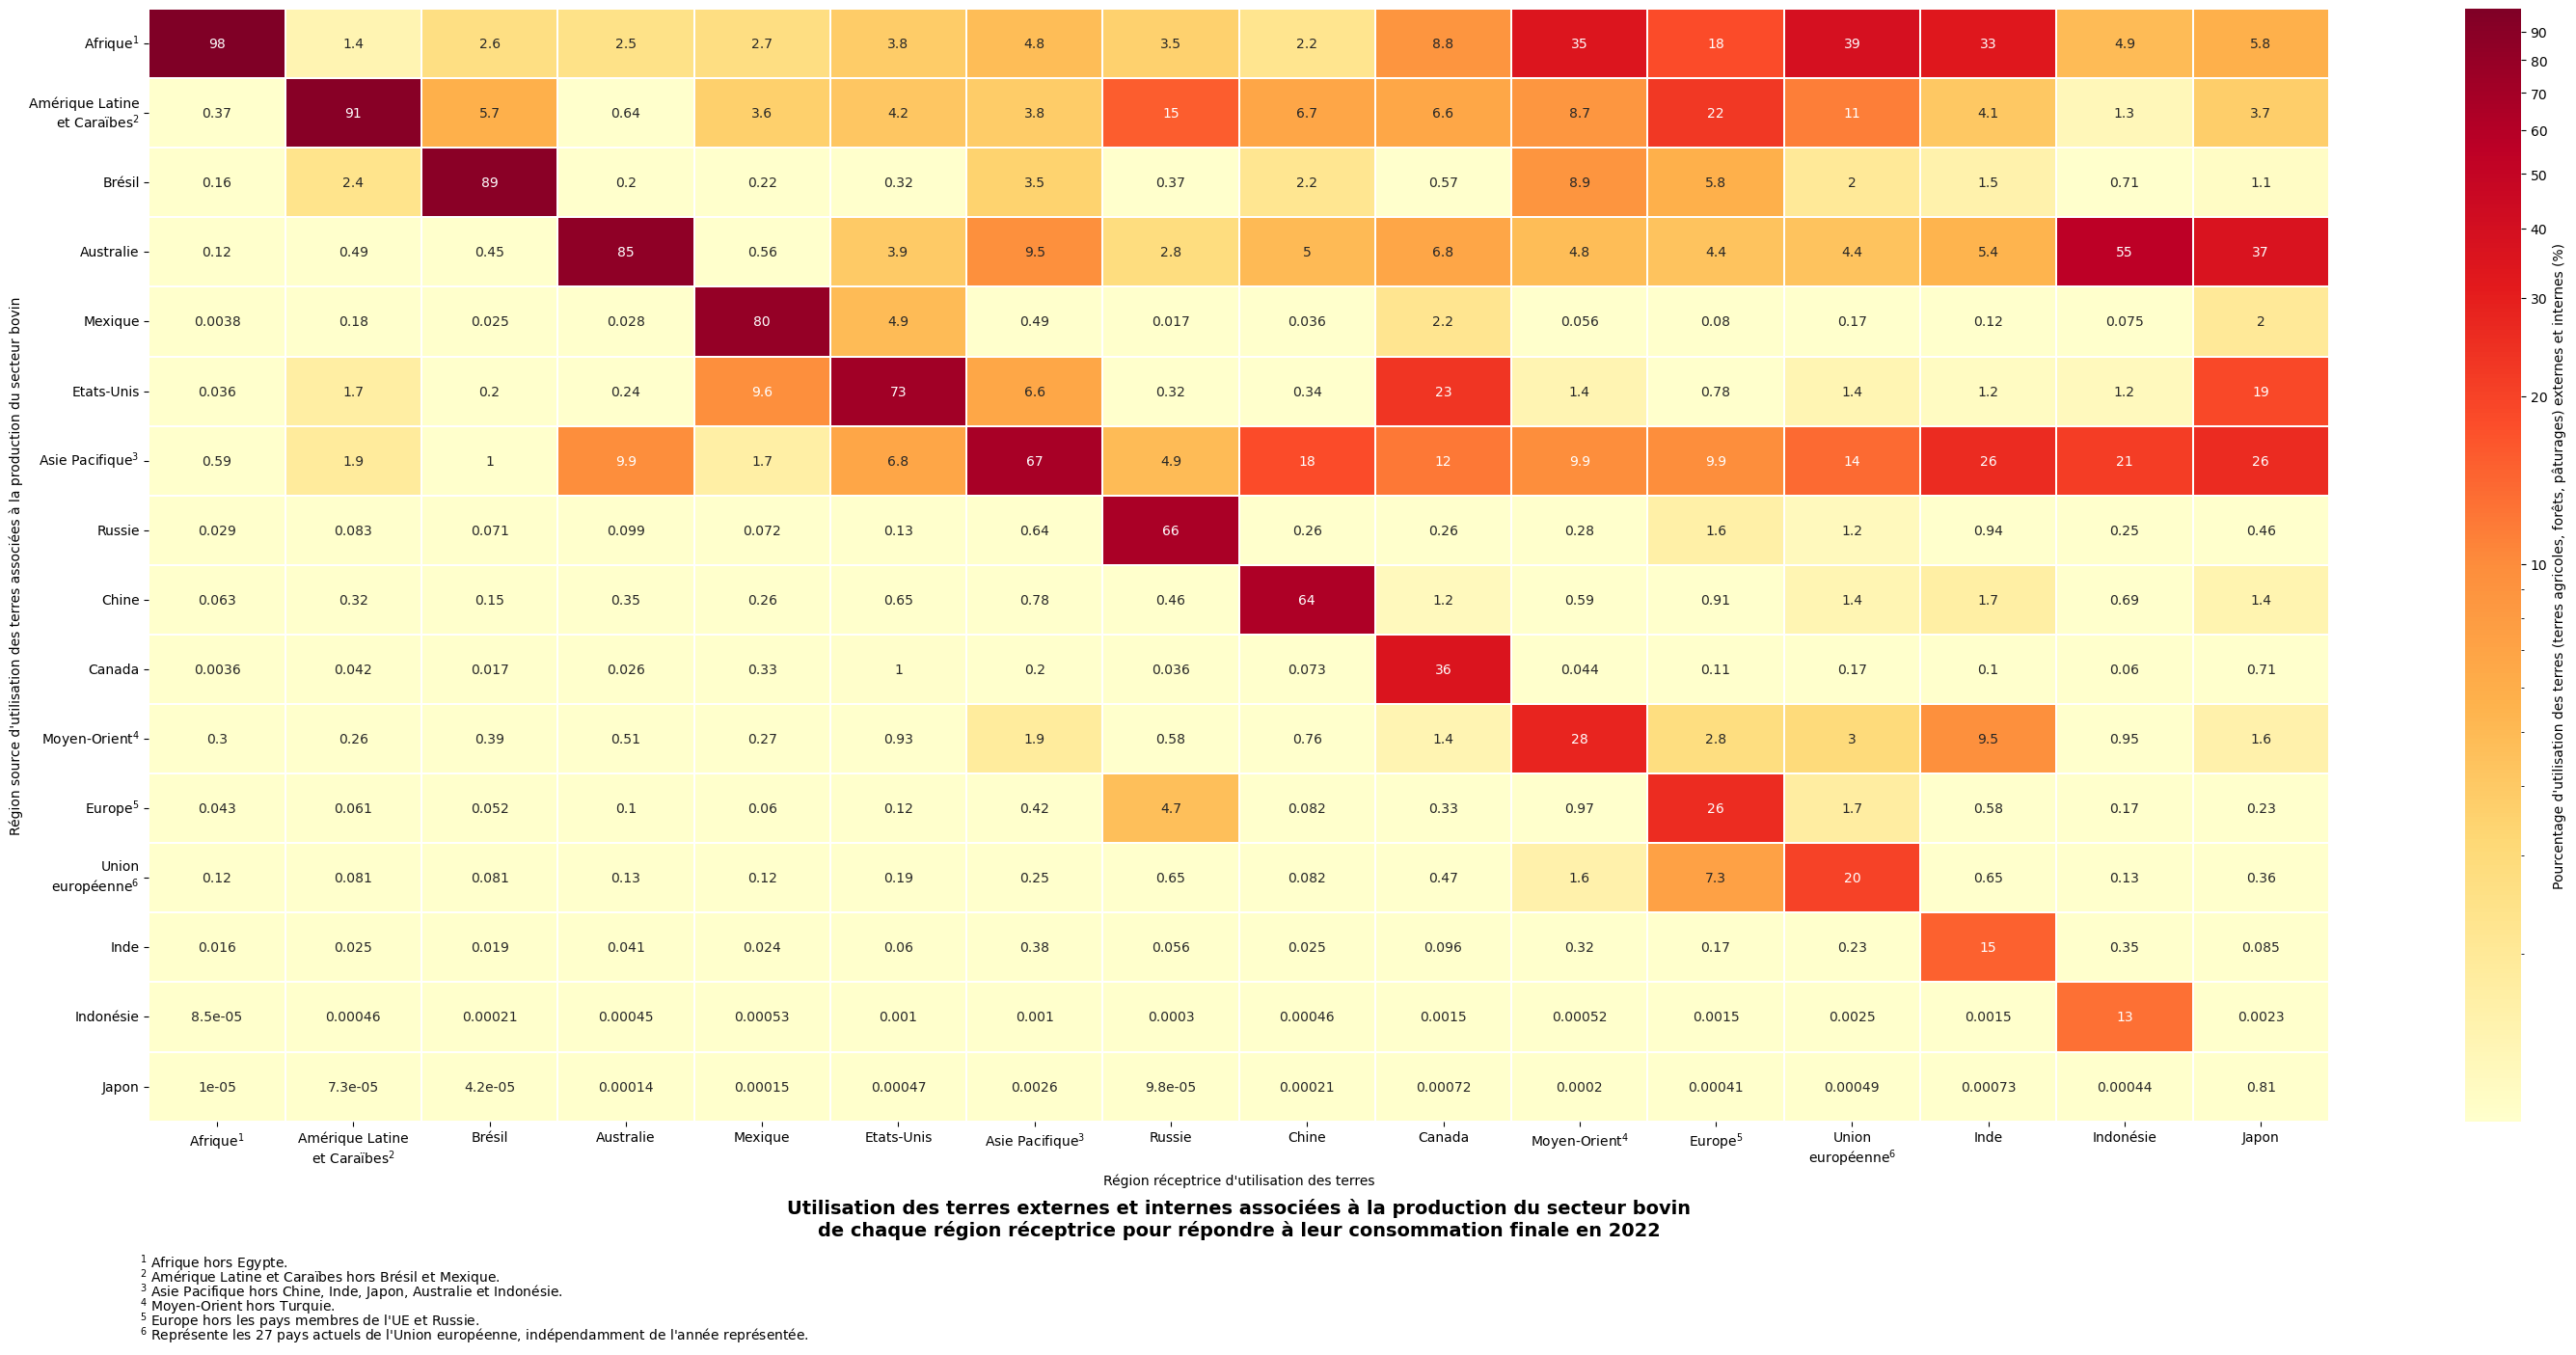 Afrique¹ 98 1.4 2.6 2.5 2.7 3.8 4.8 3.5 2.2 8.8 35 18 39 33 4.9 5.8
Amérique Latine
et Caraïbes² 0.37 91 5.7 0.64 3.6 4.2 3.8 15 6.7 6.6 8.7 22 11 4.1 1.3 3.7
Brésil 0.16 2.4 89 0.2 0.22 0.32 3.5 0.37 2.2 0.57 8.9 5.8 2 1.5 0.71 1.1
Australie 0.12 0.49 0.45 85 0.56 3.9 9.5 2.8 5 6.8 4.8 4.4 4.4 5.4 55 37
Mexique 0.0038 0.18 0.025 0.028 80 4.9 0.49 0.017 0.036 2.2 0.056 0.08 0.17 0.12 0.075 2
Etats-Unis 0.036 1.7 0.2 0.24 9.6 73 6.6 0.32 0.34 23 1.4 0.78 1.4 1.2 1.2 19
Asie Pacifique³ 0.59 1.9 1 9.9 1.7 6.8 67 4.9 18 12 9.9 9.9 14 26 21 26
Russie 0.029 0.083 0.071 0.099 0.072 0.13 0.64 66 0.26 0.26 0.28 1.6 1.2 0.94 0.25 0.46
Chine 0.063 0.32 0.15 0.35 0.26 0.65 0.78 0.46 64 1.2 0.59 0.91 1.4 1.7 0.69 1.4
Canada 0.0036 0.042 0.017 0.026 0.33 1 0.2 0.036 0.073 36 0.044 0.11 0.17 0.1 0.06 0.71
Moyen-Orient⁴ 0.3 0.26 0.39 0.51 0.27 0.93 1.9 0.58 0.76 1.4 28 2.8 3 9.5 0.95 1.6
Europe⁵ 0.043 0.061 0.052 0.1 0.06 0.12 0.42 4.7 0.082 0.33 0.97 26 1.7 0.58 0.17 0.23
Union
européenne⁶ 0.12 0.081 0.081 0.13 0.12 0.19 0.25 0.65 0.082 0.47 1.6 7.3 20 0.65 0.13 0.36
Inde 0.016 0.025 0.019 0.041 0.024 0.06 0.38 0.056 0.025 0.096 0.32 0.17 0.23 15 0.35 0.085
Indonésie 8.5e-05 0.00046 0.00021 0.00045 0.00053 0.001 0.001 0.0003 0.00046 0.0015 0.00052 0.0015 0.0025 0.0015 13 0.0023
Japon 1e-05 7.3e-05 4.2e-05 0.00014 0.00015 0.00047 0.0026 9.8e-05 0.00021 0.00072 0.0002 0.00041 0.00049 0.00073 0.00044 0.81
Afrique¹ Amérique Latine Brésil Australie Mexique Etats-Unis Asie Pacifique³ Russie Chine Canada Moyen-Orient⁴ Europe⁵ Union Inde Indonésie Japon
et Caraïbes² européenne⁶
Région réceptrice d'utilisation des terres
Région source d'utilisation des terres associées à la production du secteur bovin
90
80
70
60
50
40
30
20
10
Pourcentage d'utilisation des terres (terres agricoles, forêts, pâturages) externes et internes (%)
Utilisation des terres externes et internes associées à la production du secteur bovin
de chaque région réceptrice pour répondre à leur consommation finale en 2022
¹ Afrique hors Egypte.
² Amérique Latine et Caraïbes hors Brésil et Mexique.
³ Asie Pacifique hors Chine, Inde, Japon, Australie et Indonésie.
⁴ Moyen-Orient hors Turquie.
⁵ Europe hors les pays membres de l'UE et Russie.
⁶ Représente les 27 pays actuels de l'Union européenne, indépendamment de l'année représentée.